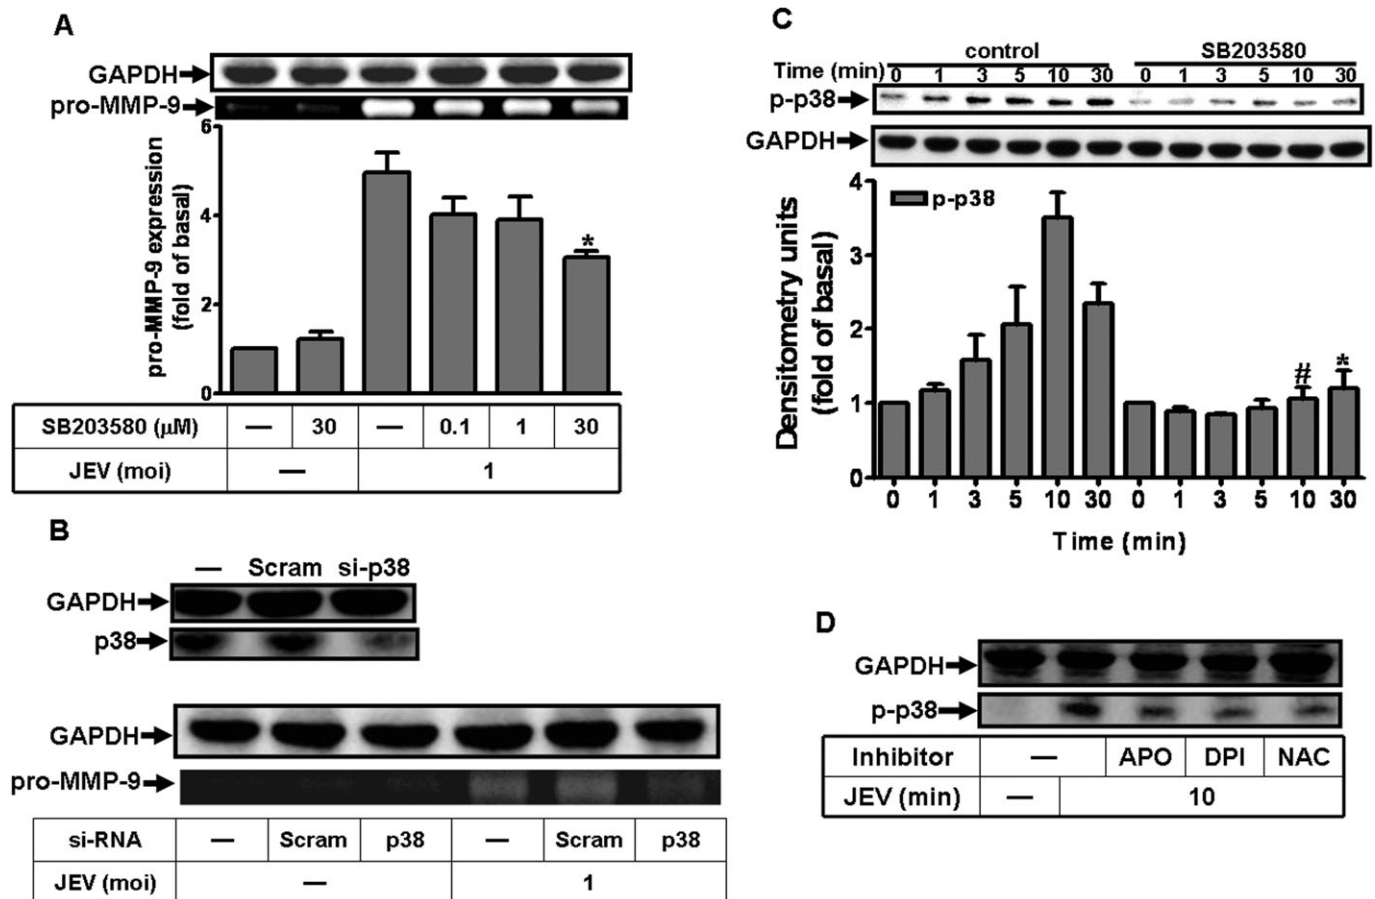 A
GAPDH
pro-MMP-9
pro-MMP-9 expression
(fold of basal)
6
4
2
0
*
SB203580 (μM) — 30 — 0.1 1 30
JEV (moi) — 1
B
— Scram si-p38
GAPDH
p38
GAPDH
pro-MMP-9
si-RNA — Scram p38 — Scram p38
JEV (moi) — 1
C
control SB203580
Time (min) 0 1 3 5 10 30 0 1 3 5 10 30
p-p38
GAPDH
Densitometry units
(fold of basal)
4
3
2
1
0
p-p38
# *
0 1 3 5 10 30 0 1 3 5 10 30
Time (min)
D
GAPDH
p-p38
Inhibitor — APO DPI NAC
JEV (min) — 10